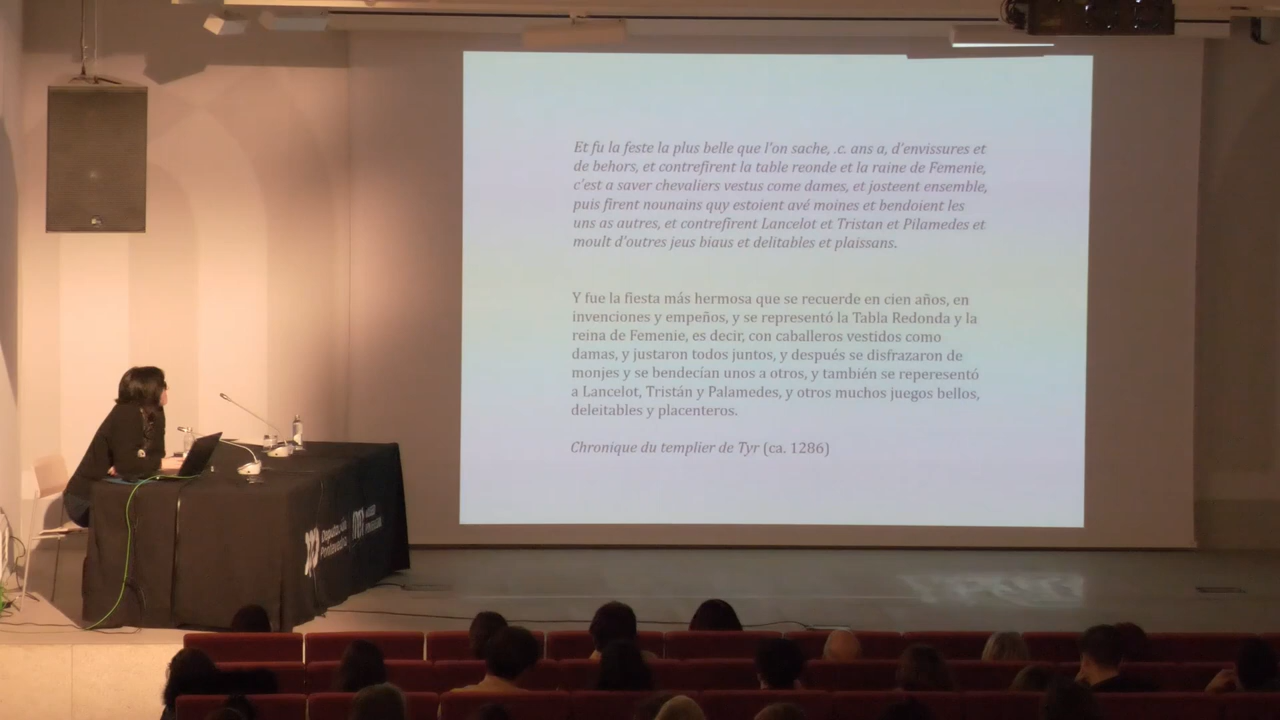 Et fu la feste la plus belle que l'on sache, .c. ans a, d'envissures et
de behors, et contrefirent la table reonde et la raine de Femenie,
c'est a saver chevaliers vestus come dames, et josteent ensemble,
puis firent nounains quy estoient avé moines et bendoient les
uns as autres, et contrefirent Lancelot et Tristan et Pilamedes et
moult d'outres jeus biaus et delitables et plaissans.
Y fue la fiesta más hermosa que se recuerde en cien años, en
invenciones y empeños, y se representó la Tabla Redonda y la
reina de Femenie, es decir, con caballeros vestidos como
damas, y justaron todos juntos, y después se disfrazaron de
monjes y se bendecían unos a otros, y también se reperesentó
a Lancelot, Tristán y Palamedes, y otros muchos juegos bellos,
deleitables y placenteros.
Chronique du templier de Tyr (ca. 1286)
Deputación
Pontevedra